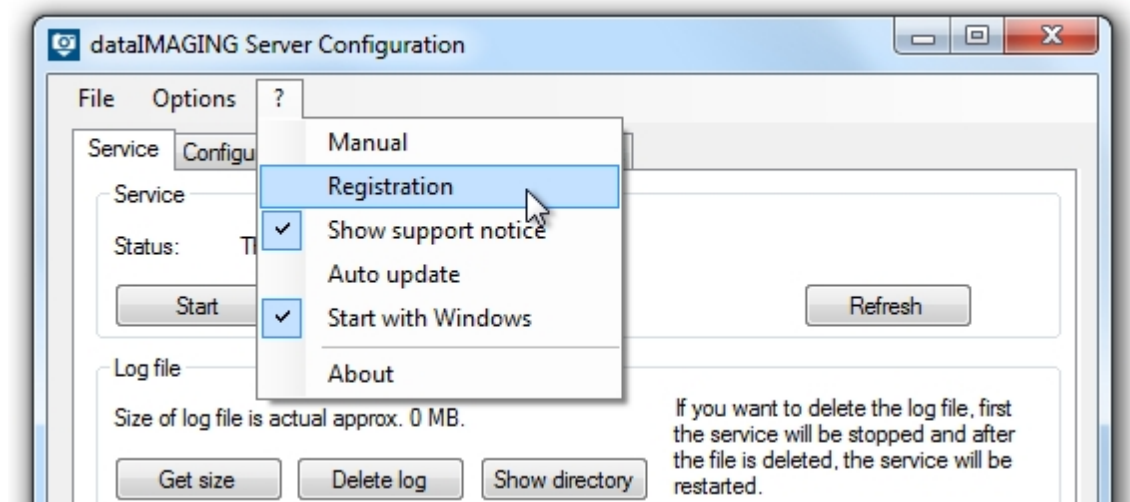 dataIMAGING Server Configuration
File Options ?
Service
Manual
Registration
Show support notice
Auto update
Start with Windows
About
Service
Status:
Start
Refresh
Log file
Size of log file is actual approx. 0 MB.
Get size Delete log Show directory
If you want to delete the log file, first
the service will be stopped and after
the file is deleted, the service will be
restarted.